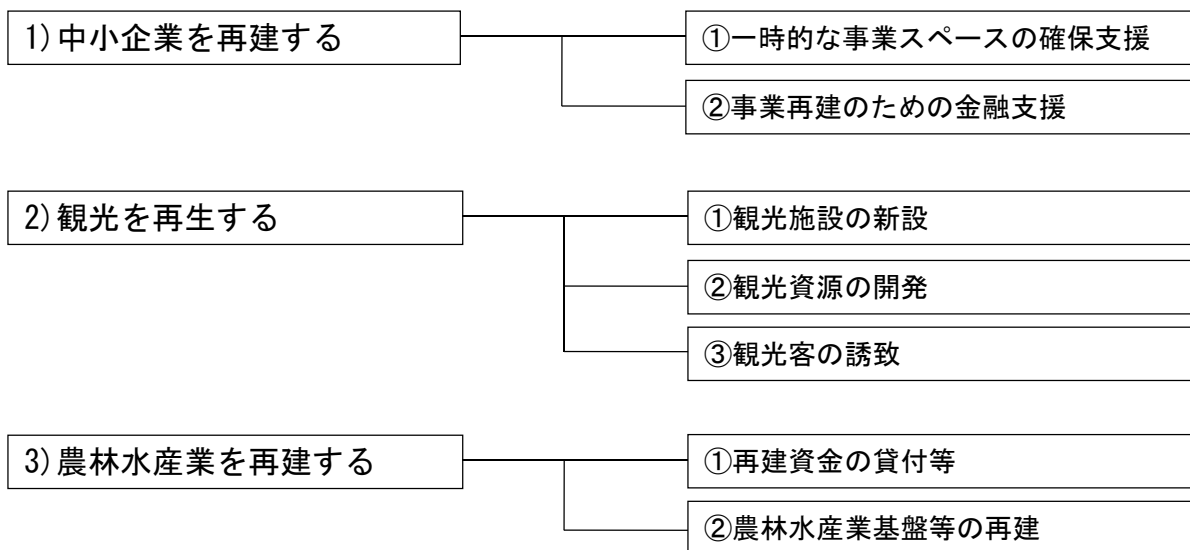 1)中小企業を再建する
①一時的な事業スペースの確保支援
②事業再建のための金融支援
2)観光を再生する
①観光施設の新設
②観光資源の開発
③観光客の誘致
3)農林水産業を再建する
①再建資金の貸付等
②農林水産業基盤等の再建